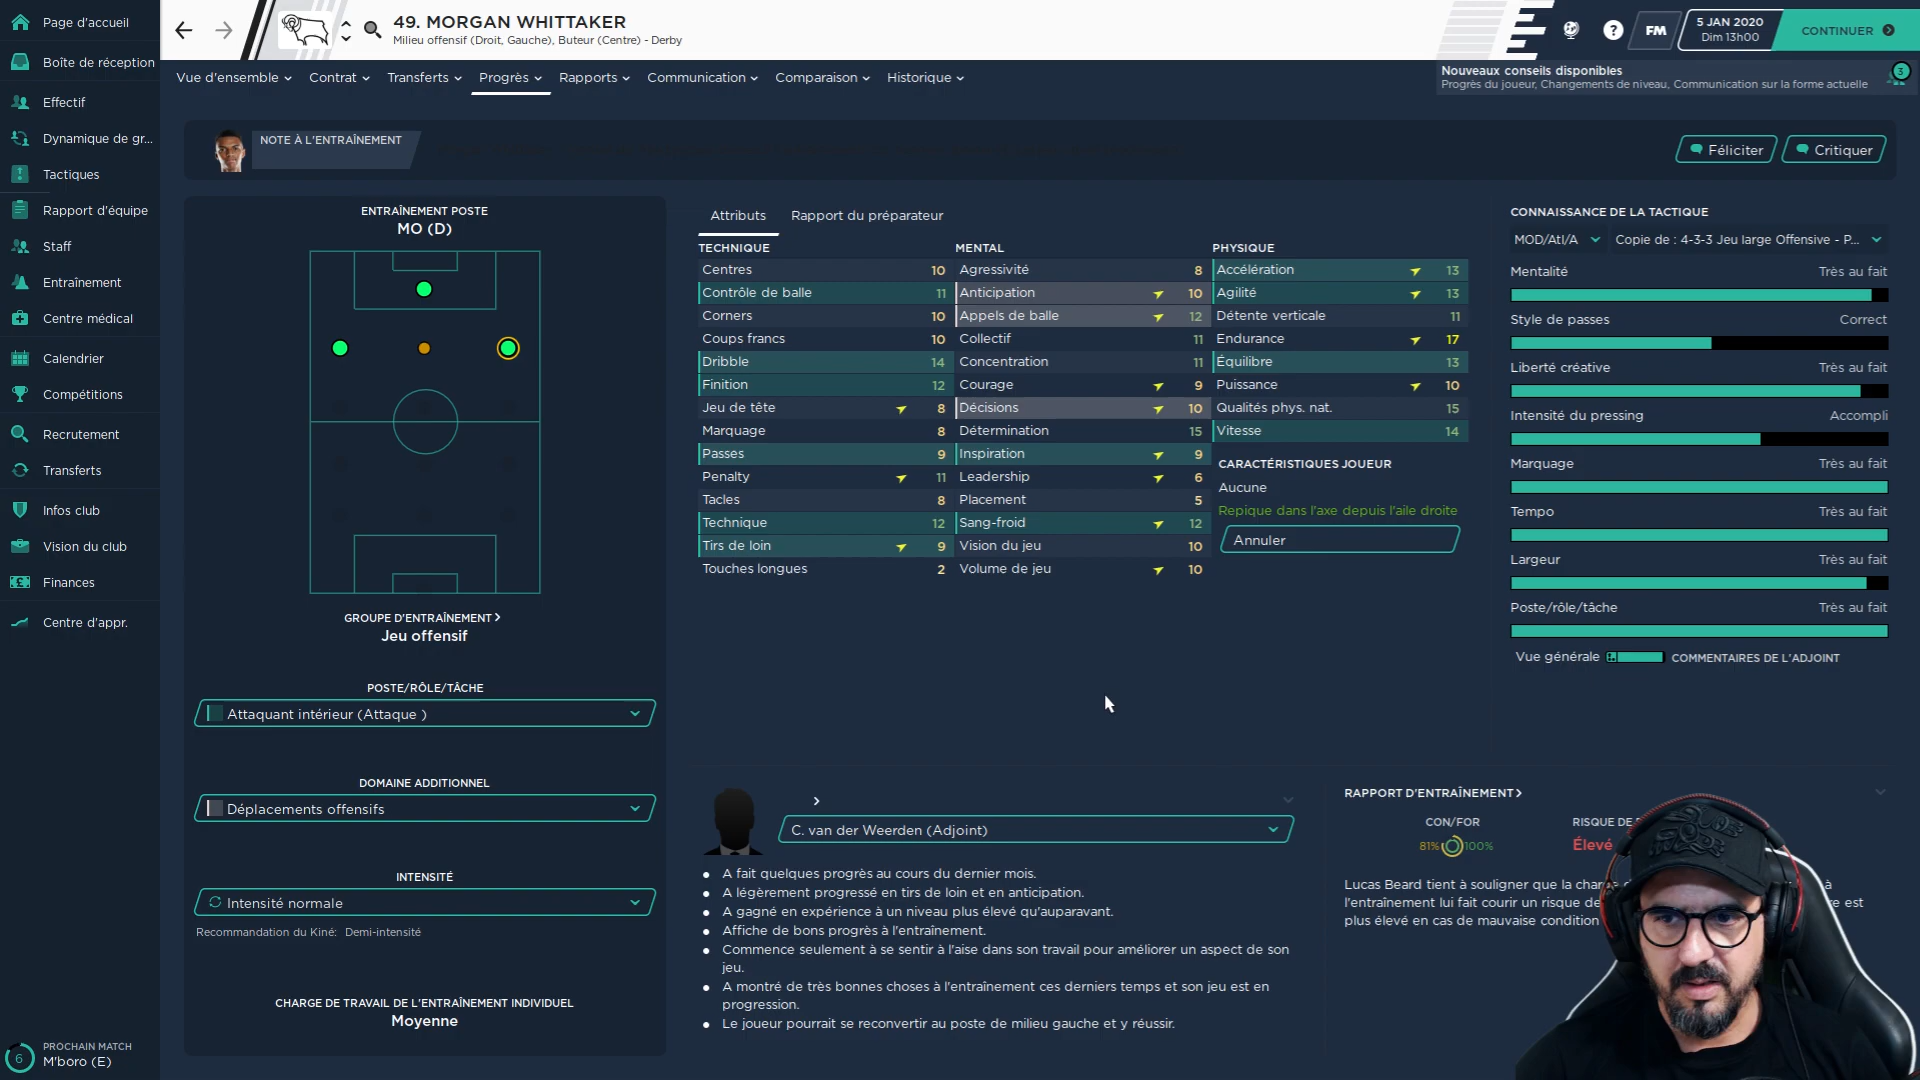 Page d'accueil
Boîte de réception
Effectif
Dynamique de gr...
Tactiques
Rapport d'équipe
Staff
Entraînement
Centre médical
Calendrier
Compétitions
Recrutement
Transferts
Infos club
Vision du club
Finances
Centre d'appr.
6
PROCHAIN MATCH
M'boro (E)
49. MORGAN WHITTAKER
Milieu offensif (Droit, Gauche), Buteur (Centre) - Derby
?
FM
5 JAN 2020
Dim 13h00
CONTINUER
Vue d'ensemble
Contrat
Transferts
Progrès
Rapports
Communication
Comparaison
Historique
Nouveaux conseils disponibles
Progrès du joueur, Changements de niveau, Communication sur la forme actuelle
3
NOTE À L'ENTRAÎNEMENT
Féliciter
Critiquer
ENTRAÎNEMENT POSTE
MO (D)
GROUPE D'ENTRAÎNEMENT >
Jeu offensif
POSTE/RÔLE/TÂCHE
Attaquant intérieur (Attaque )
DOMAINE ADDITIONNEL
Déplacements offensifs
INTENSITÉ
Intensité normale
Recommandation du Kiné: Demi-intensité
CHARGE DE TRAVAIL DE L'ENTRAÎNEMENT INDIVIDUEL
Moyenne
Attributs
Rapport du préparateur
TECHNIQUE
Centres 10
Contrôle de balle 11
Corners 10
Coups francs 10
Dribble 14
Finition 12
Jeu de tête 8
Marquage 8
Passes 9
Penalty 11
Tacles 8
Technique 12
Tirs de loin 9
Touches longues 2
MENTAL
Agressivité 8
Anticipation 10
Appels de balle 12
Collectif 11
Concentration 11
Courage 9
Décisions 10
Détermination 15
Inspiration 9
Leadership 6
Placement 5
Sang-froid 12
Vision du jeu 10
Volume de jeu 10
PHYSIQUE
Accélération 13
Agilité 13
Détente verticale 11
Endurance 17
Équilibre 13
Puissance 10
Qualités phys. nat. 15
Vitesse 14
CARACTÉRISTIQUES JOUEUR
Aucune
Repique dans l'axe depuis l'aile droite
Annuler
CONNAISSANCE DE LA TACTIQUE
MOD/AtI/A
Copie de : 4-3-3 Jeu large Offensive - P...
Mentalité Très au fait
Style de passes Correct
Liberté créative Très au fait
Intensité du pressing Accompli
Marquage Très au fait
Tempo Très au fait
Largeur Très au fait
Poste/rôle/tâche Très au fait
Vue générale
COMMENTAIRES DE L'ADJOINT
C. van der Weerden (Adjoint)
• A fait quelques progrès au cours du dernier mois.
• A légèrement progressé en tirs de loin et en anticipation.
• A gagné en expérience à un niveau plus élevé qu'auparavant.
• Affiche de bons progrès à l'entraînement.
• Commence seulement à se sentir à l'aise dans son travail pour améliorer un aspect de son
jeu.
• A montré de très bonnes choses à l'entraînement ces derniers temps et son jeu est en
progression.
• Le joueur pourrait se reconvertir au poste de milieu gauche et y réussir.
RAPPORT D'ENTRAÎNEMENT >
CON/FOR
RISQUE DE
81% 100%
Élevé
Lucas Beard tient à souligner que la à
l'entraînement lui fait courir un risque de est
plus élevé en cas de mauvaise condition